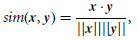 sim(x, y) = x · y / ||x||||y||,